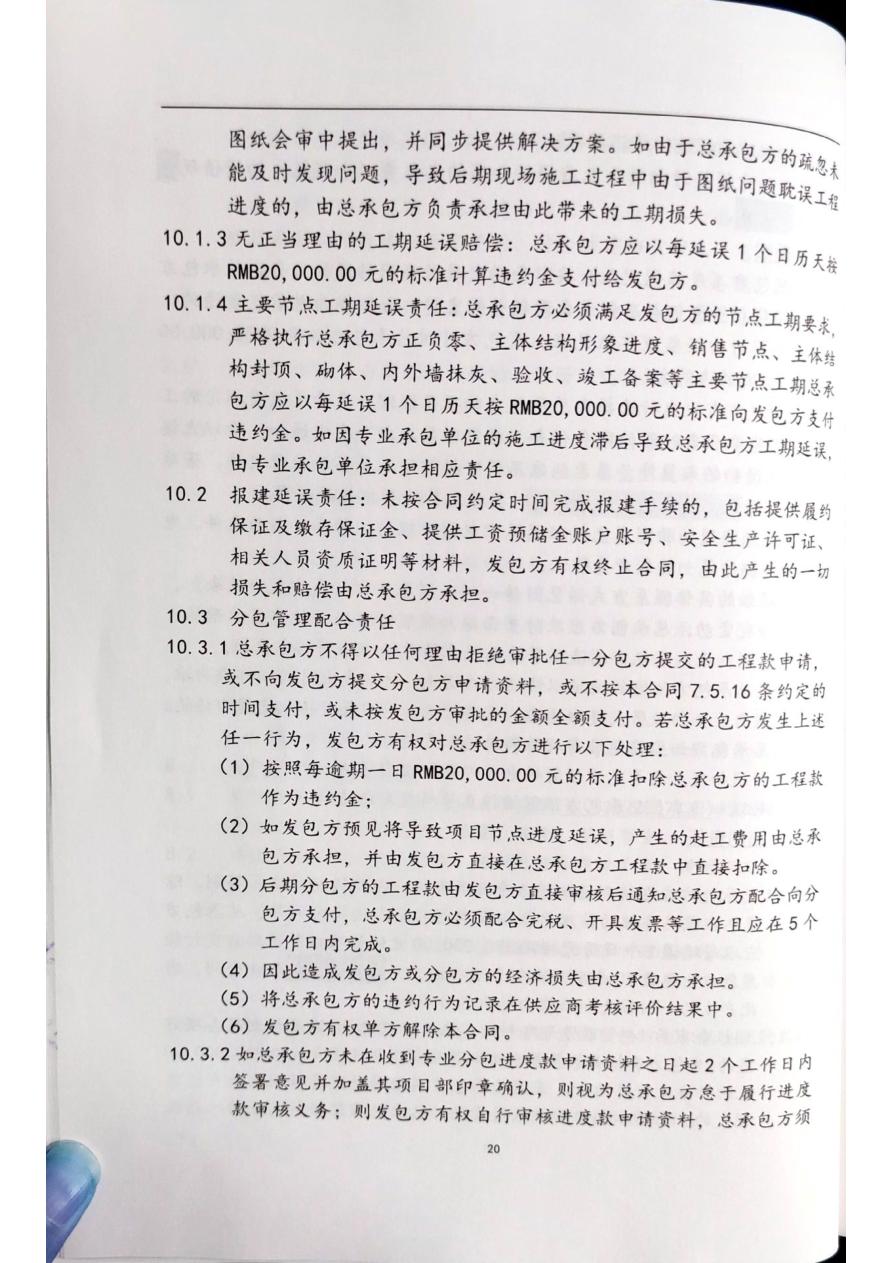 图纸会审中提出，并同步提供解决方案。如由于总承包方的疏忽未
能及时发现问题，导致后期现场施工过程中由于图纸问题耽误工程
进度的，由总承包方负责承担由此带来的工期损失。
10.1.3 无正当理由的工期延误赔偿：总承包方应以每延误 1 个日历天按
RMB20,000.00 元的标准计算违约金支付给发包方。
10.1.4 主要节点工期延误责任：总承包方必须满足发包方的节点工期要求，
严格执行总承包方正负零、主体结构形象进度、销售节点、主体结
构封顶、砌体、内外墙抹灰、验收、竣工备案等主要节点工期总承
包方应以每延误 1 个日历天按 RMB20,000.00 元的标准向发包方支付
违约金。如因专业承包单位的施工进度滞后导致总承包方工期延误，
由专业承包单位承担相应责任。
10.2 报建延误责任：未按合同约定时间完成报建手续的，包括提供履约
保证及缴存保证金、提供工资预储金账户账号、安全生产许可证、
相关人员资质证明等材料，发包方有权终止合同，由此产生的一切
损失和赔偿由总承包方承担。
10.3 分包管理配合责任
10.3.1 总承包方不得以任何理由拒绝审批任一分包方提交的工程款申请，
或不向发包方提交分包方申请资料，或不按本合同 7.5.16 条约定的
时间支付，或未按发包方审批的金额全额支付。若总承包方发生上述
任一行为，发包方有权对总承包方进行以下处理：
（1）按照每逾期一日 RMB20,000.00 元的标准扣除总承包方的工程款
作为违约金；
（2）如发包方预见将导致项目节点进度延误，产生的赶工费用由总承
包方承担，并由发包方直接在总承包方工程款中直接扣除。
（3）后期分包方的工程款由发包方直接审核后通知总承包方配合向分
包方支付，总承包方必须配合完税、开具发票等工作且应在 5 个
工作日内完成。
（4）因此造成发包方或分包方的经济损失由总承包方承担。
（5）将总承包方的违约行为记录在供应商考核评价结果中。
（6）发包方有权单方解除本合同。
10.3.2 如总承包方未在收到专业分包进度款申请资料之日起 2 个工作日内
签署意见并加盖其项目部印章确认，则视为总承包方怠于履行进度
款审核义务；则发包方有权自行审核进度款申请资料，总承包方须
20